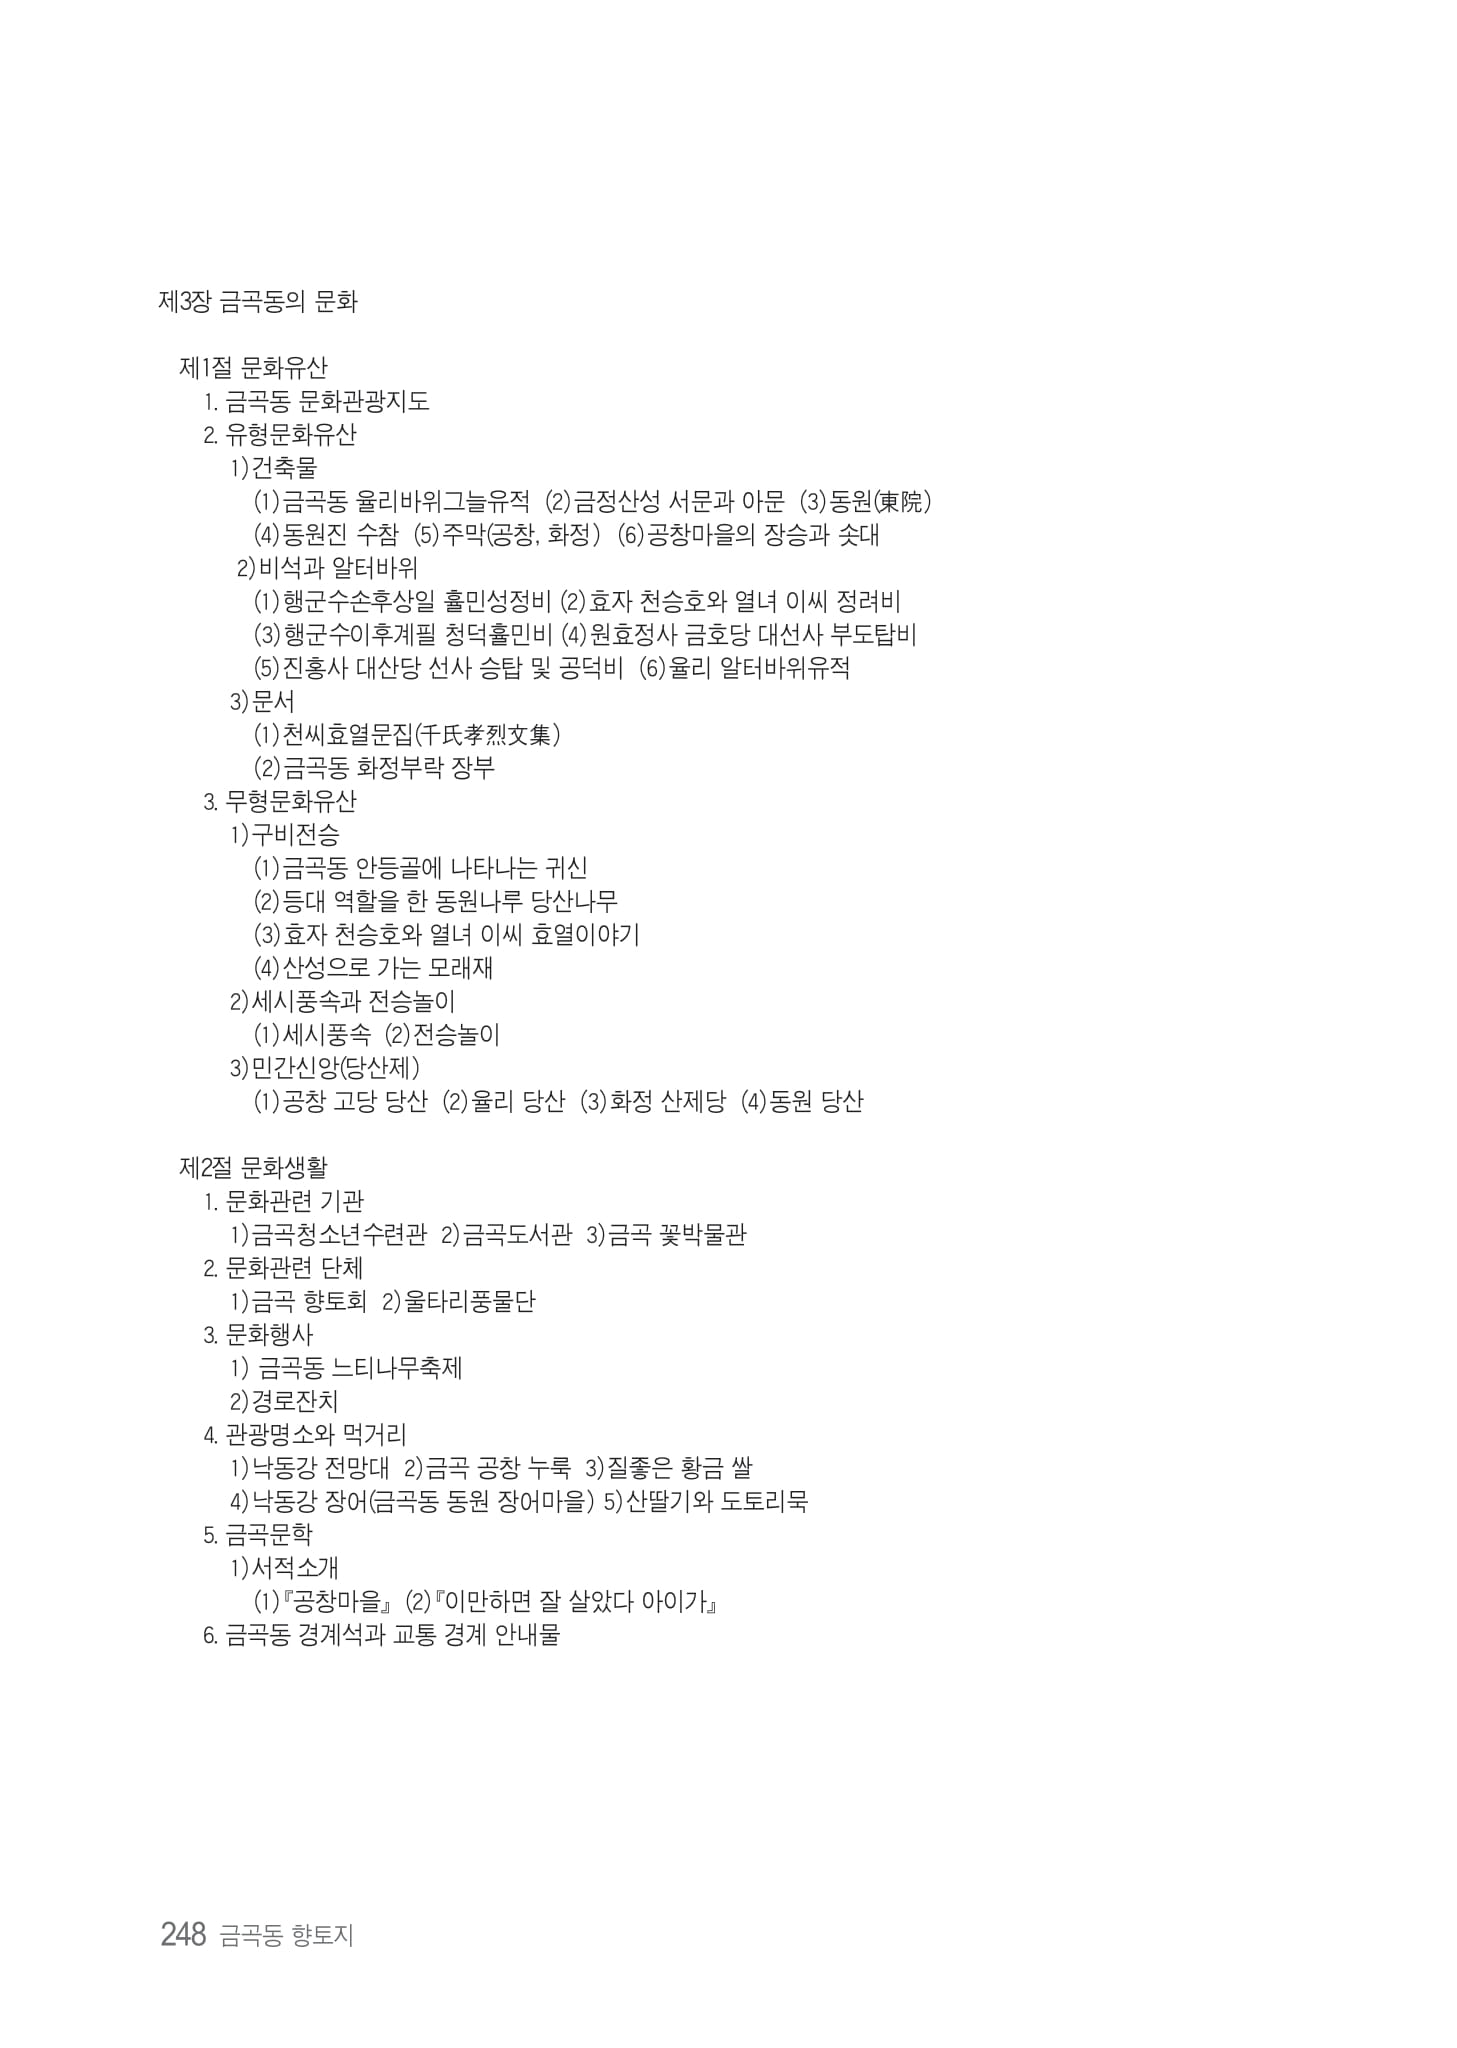 제3장 금곡동의 문화
제1절 문화유산
1. 금곡동 문화관광지도
2. 유형문화유산
1)건축물
(1)금곡동 율리바위그늘유적 (2)금정산성 서문과 아문 (3)동원(東院)
(4)동원진 수참 (5)주막(공창, 화정) (6)공창마을의 장승과 솟대
2)비석과 알터바위
(1)행군수손후상일 휼민성정비 (2)효자 천승호와 열녀 이씨 정려비
(3)행군수이후계필 청덕휼민비 (4)원효정사 금호당 대선사 부도탑비
(5)진홍사 대산당 선사 승탑 및 공덕비 (6)율리 알터바위유적
3)문서
(1)천씨효열문집(千氏孝烈文集)
(2)금곡동 화정부락 장부
3. 무형문화유산
1)구비전승
(1)금곡동 안등골에 나타나는 귀신
(2)등대 역할을 한 동원나루 당산나무
(3)효자 천승호와 열녀 이씨 효열이야기
(4)산성으로 가는 모래재
2)세시풍속과 전승놀이
(1)세시풍속 (2)전승놀이
3)민간신앙(당산제)
(1)공창 고당 당산 (2)율리 당산 (3)화정 산제당 (4)동원 당산
제2절 문화생활
1. 문화관련 기관
1)금곡청소년수련관 2)금곡도서관 3)금곡 꽃박물관
2. 문화관련 단체
1)금곡 향토회 2)울타리풍물단
3. 문화행사
1) 금곡동 느티나무축제
2)경로잔치
4. 관광명소와 먹거리
1)낙동강 전망대 2)금곡 공창 누룩 3)질좋은 황금 쌀
4)낙동강 장어(금곡동 동원 장어마을) 5)산딸기와 도토리묵
5. 금곡문학
1)서적소개
(1)『공창마을』 (2)『이만하면 잘 살았다 아이가』
6. 금곡동 경계석과 교통 경계 안내물
248 금곡동 향토지